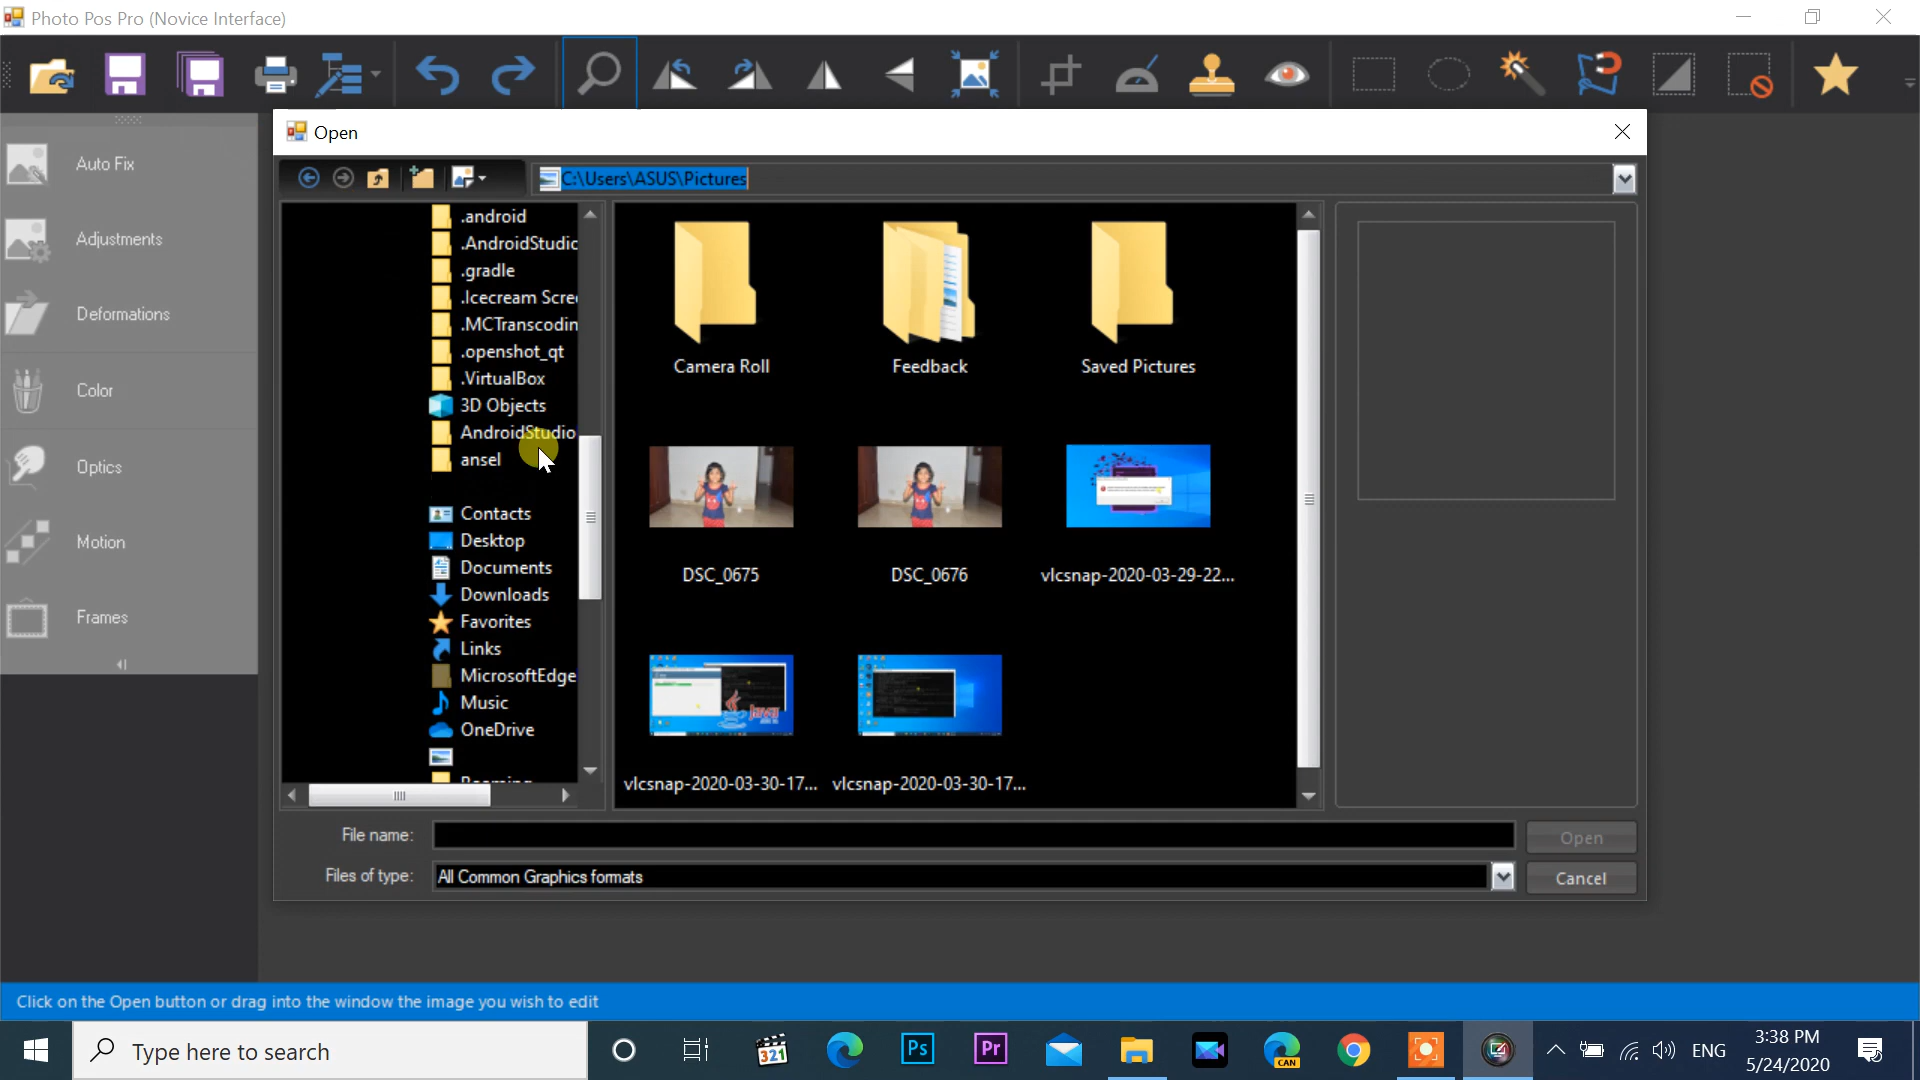 Photo Pos Pro (Novice Interface)
Open
C:\Users\ASUS\Pictures
Auto Fix
Adjustments
Deformations
Color
Optics
Motion
Frames
.android
.AndroidStudio
.gradle
.Icecream Scre
.MCTranscodin
.openshot_qt
.VirtualBox
3D Objects
AndroidStudio
ansel
Contacts
Desktop
Documents
Downloads
Favorites
Links
MicrosoftEdge
Music
OneDrive
Camera Roll
Feedback
Saved Pictures
DSC_0675
DSC_0676
vlcsnap-2020-03-29-22...
vlcsnap-2020-03-30-17...
vlcsnap-2020-03-30-17...
File name:
Open
Files of type:
All Common Graphics formats
Cancel
Click on the Open button or drag into the window the image you wish to edit
Type here to search
321
Ps
Pr
CAN
ENG
3:38 PM
5/24/2020